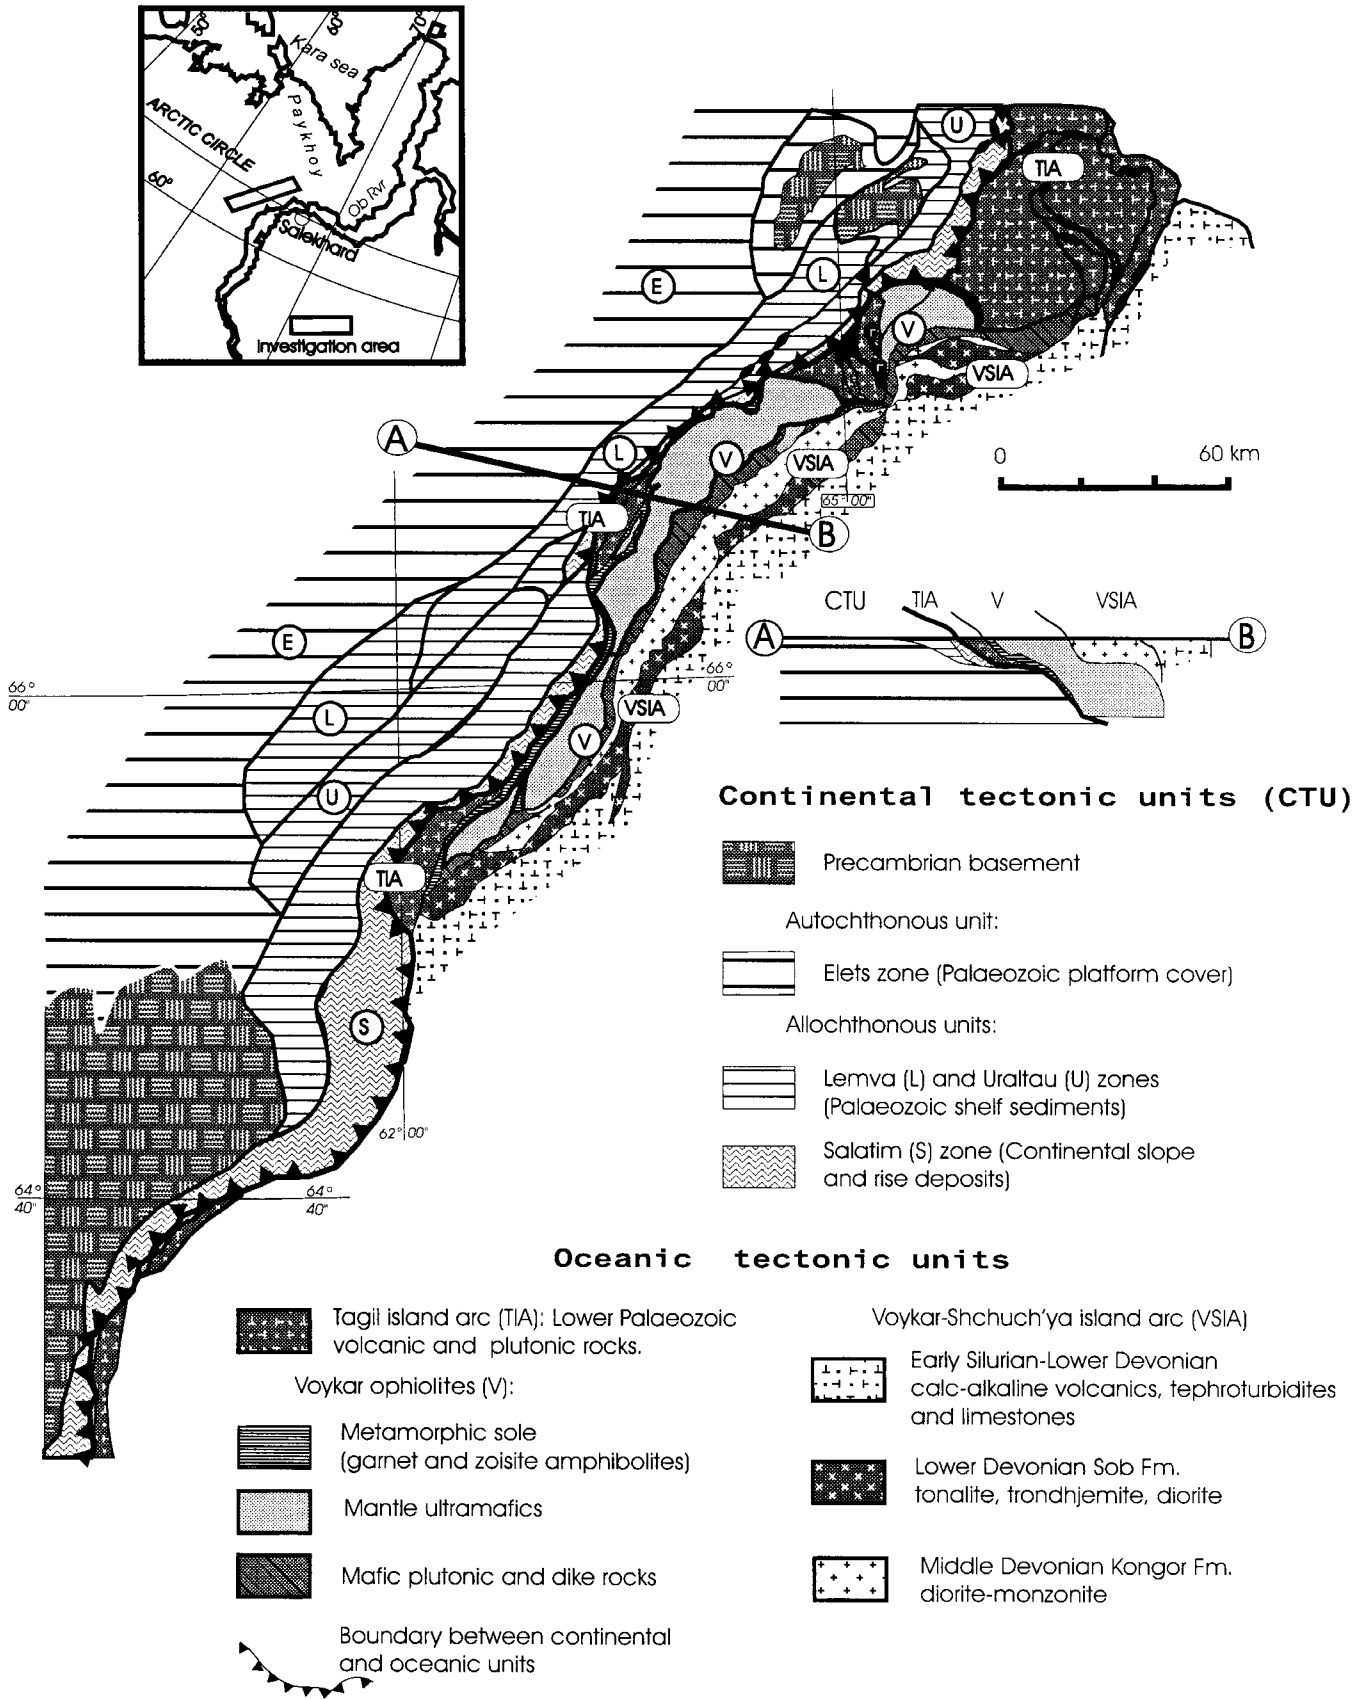 50°
60°
70°
Kara sea
Paykhoy
ARCTIC CIRCLE
60°
Ob Rvr
Salekhard
Investigation area
U
TIA
E
L
V
VSIA
A
L
V
VSIA
0 60 km
65°00"
TIA
B
CTU TIA V VSIA
A B
E
66°
00"
66°
00"
L
VSIA
V
U
TIA
S
62°00"
64°
40"
64°
40"
Continental tectonic units (CTU)
Precambrian basement
Autochthonous unit:
Elets zone (Palaeozoic platform cover)
Allochthonous units:
Lemva (L) and Uraltau (U) zones
(Palaeozoic shelf sediments)
Salatim (S) zone (Continental slope
and rise deposits)
Oceanic tectonic units
Tagil island arc (TIA): Lower Palaeozoic
volcanic and plutonic rocks.
Voykar ophiolites (V):
Metamorphic sole
(garnet and zoisite amphibolites)
Mantle ultramafics
Mafic plutonic and dike rocks
Boundary between continental
and oceanic units
Voykar-Shchuch'ya island arc (VSIA)
Early Silurian-Lower Devonian
calc-alkaline volcanics, tephroturbidites
and limestones
Lower Devonian Sob Fm.
tonalite, trondhjemite, diorite
Middle Devonian Kongor Fm.
diorite-monzonite